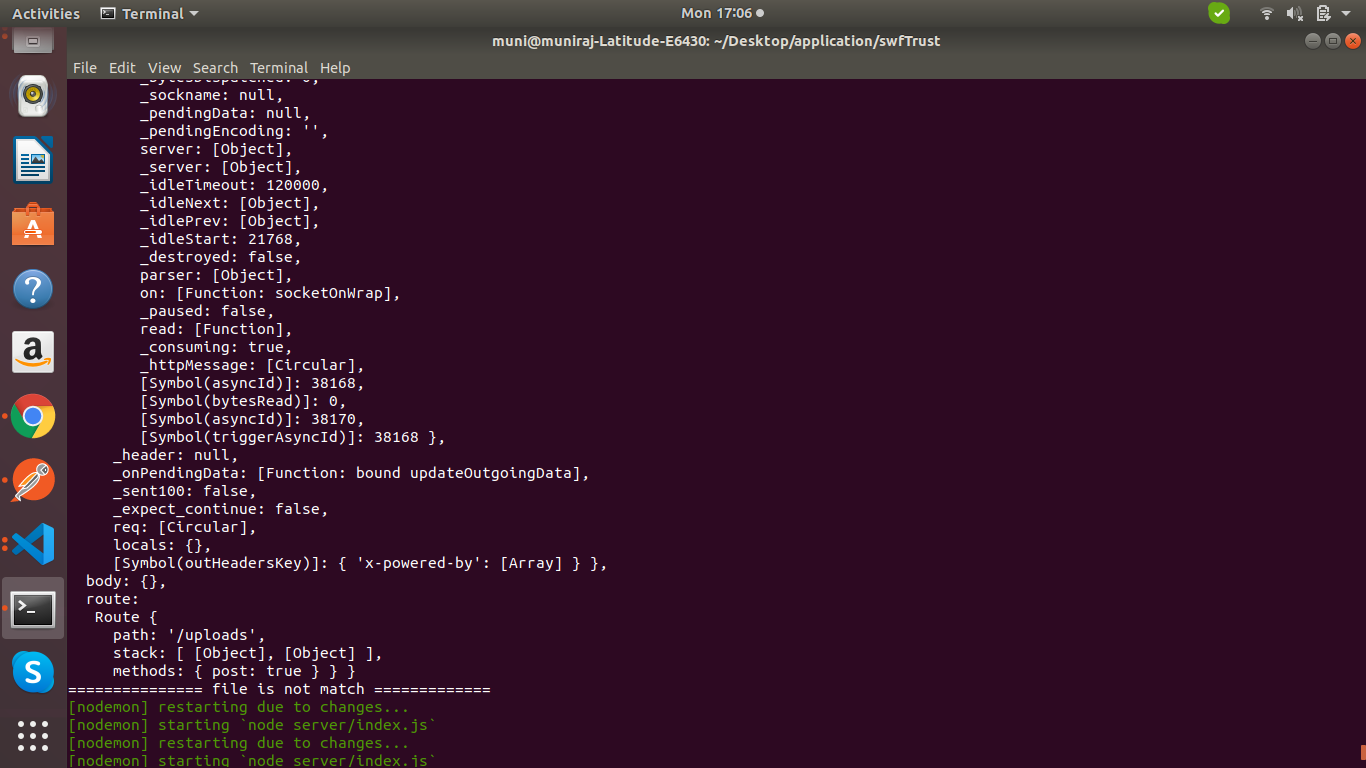 Activities
Terminal
Mon 17:06
muni@muniraj-Latitude-E6430: ~/Desktop/application/swfTrust
File Edit View Search Terminal Help
_sockname: null,
_pendingData: null,
_pendingEncoding: '',
server: [Object],
_server: [Object],
_idleTimeout: 120000,
_idleNext: [Object],
_idlePrev: [Object],
_idleStart: 21768,
_destroyed: false,
parser: [Object],
on: [Function: socketOnWrap],
_paused: false,
read: [Function],
_consuming: true,
_httpMessage: [Circular],
[Symbol(asyncId)]: 38168,
[Symbol(bytesRead)]: 0,
[Symbol(asyncId)]: 38170,
[Symbol(triggerAsyncId)]: 38168 },
_header: null,
_onPendingData: [Function: bound updateOutgoingData],
_sent100: false,
_expect_continue: false,
req: [Circular],
locals: {},
[Symbol(outHeadersKey)]: { 'x-powered-by': [Array] } },
body: {},
route:
Route {
path: '/uploads',
stack: [ [Object], [Object] ],
methods: { post: true } } }
=============== file is not match =============
[nodemon] restarting due to changes...
[nodemon] starting `node server/index.js`
[nodemon] restarting due to changes...
[nodemon] starting `node server/index.js`